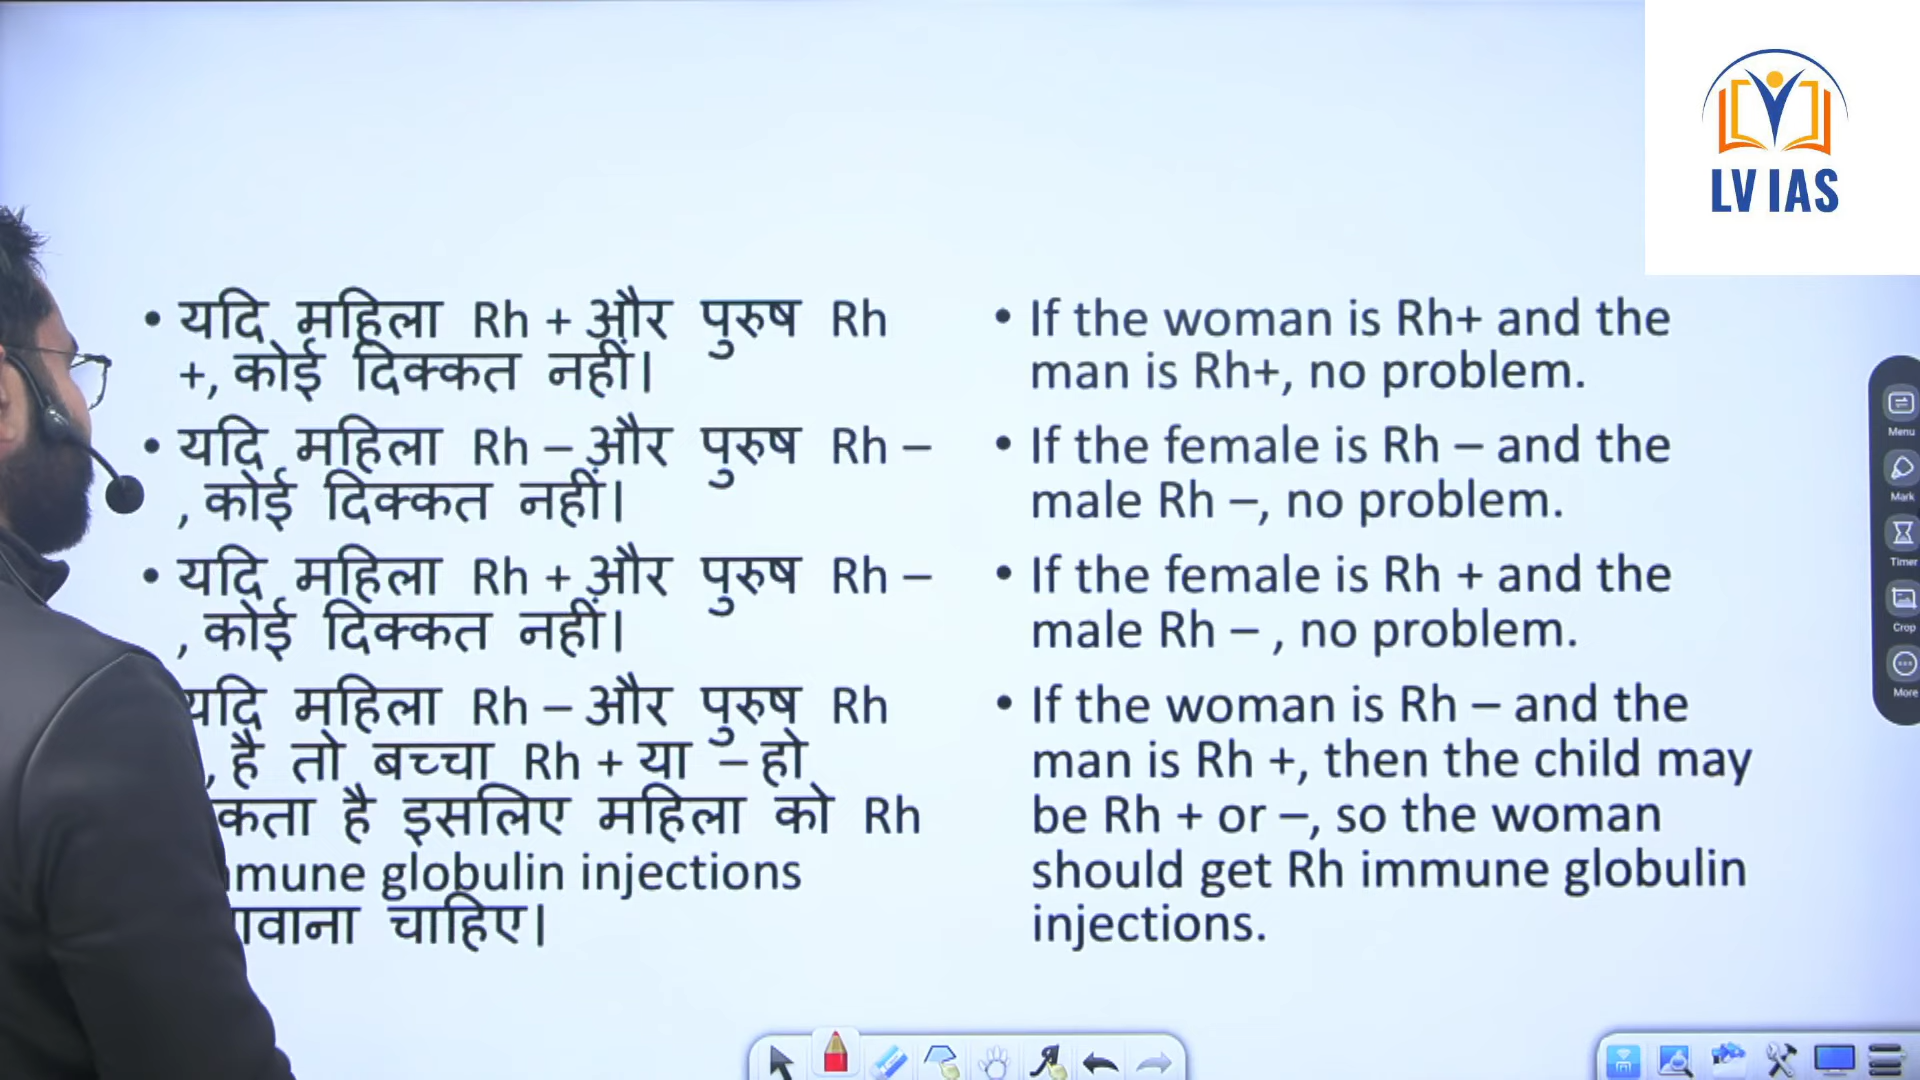 LV IAS
• यदि महिला Rh + और पुरुष Rh
+, कोई दिक्कत नहीं।
• यदि महिला Rh – और पुरुष Rh –
, कोई दिक्कत नहीं।
• यदि महिला Rh + और पुरुष Rh –
, कोई दिक्कत नहीं।
यदि महिला Rh – और पुरुष Rh
, है तो बच्चा Rh + या – हो
कता है इसलिए महिला को Rh
mmune globulin injections
गवाना चाहिए।
• If the woman is Rh+ and the
man is Rh+, no problem.
• If the female is Rh – and the
male Rh –, no problem.
• If the female is Rh + and the
male Rh – , no problem.
• If the woman is Rh – and the
man is Rh +, then the child may
be Rh + or –, so the woman
should get Rh immune globulin
injections.
Menu
Mark
Timer
Crop
More